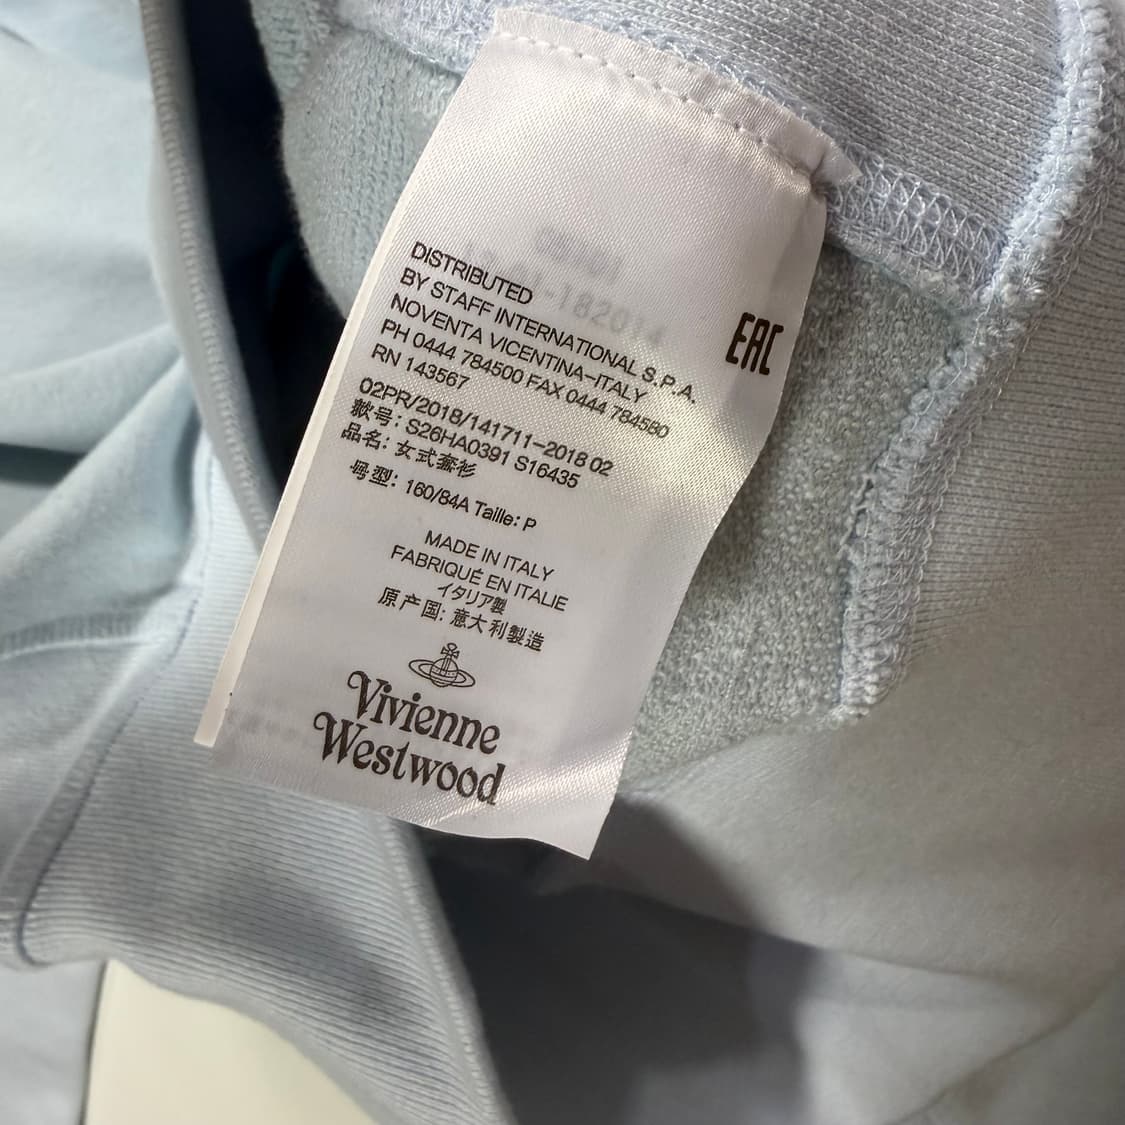 DISTRIBUTED
BY STAFF INTERNATIONAL S.P.A.
NOVENTA VICENTINA-ITALY
PH 0444 784500 FAX 0444 784580
RN 143567
EAC
02PR/2018/141711-2018 02
款号: S26HA0391 S16435
品名: 女式套衫
号型: 160/84A Taille: P
MADE IN ITALY
FABRIQUÉ EN ITALIE
イタリア製
原产国: 意大利製造
Vivienne
Westwood